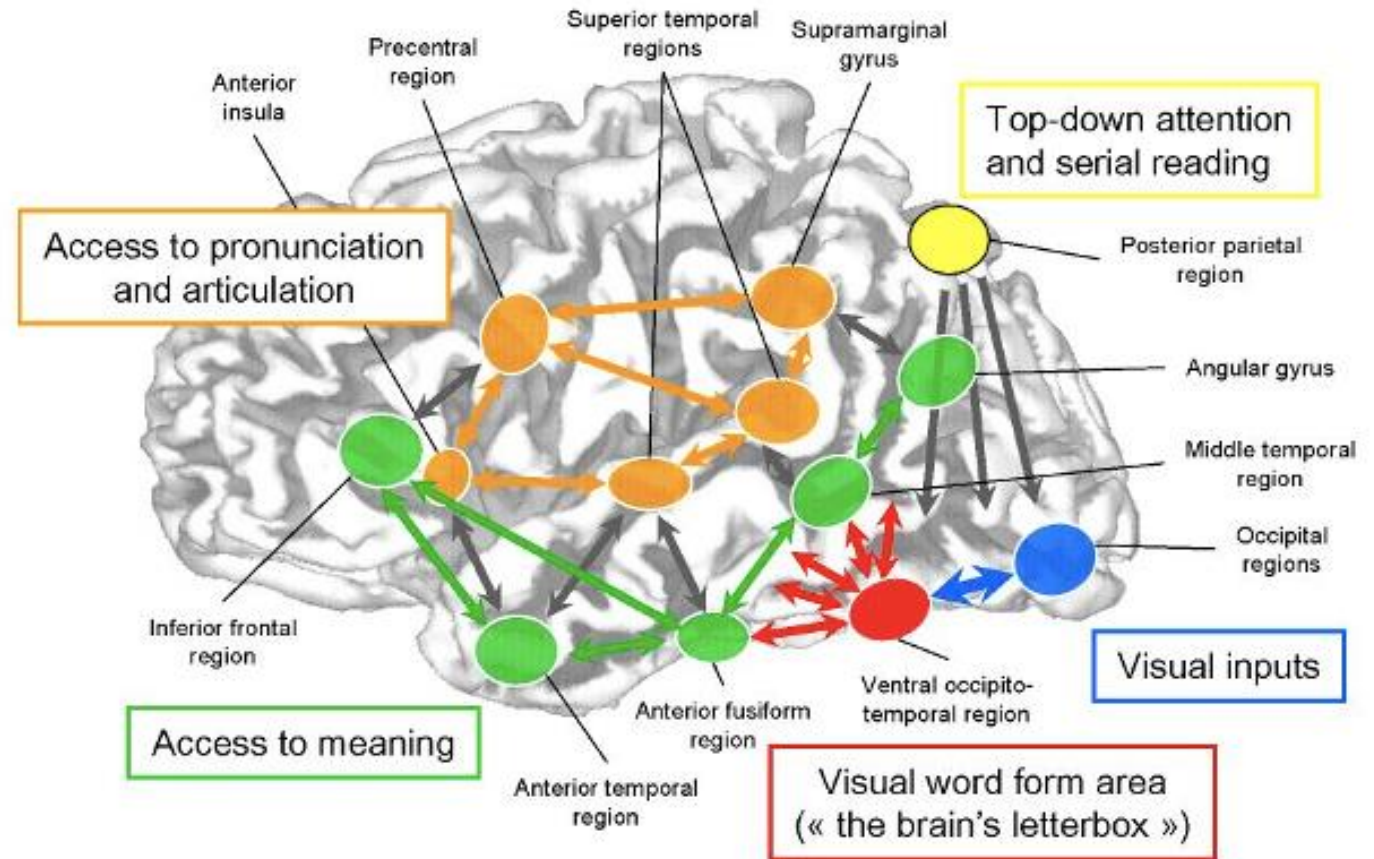 Superior temporal
regions
Supramarginal
gyrus
Precentral
region
Anterior
insula
Top-down attention
and serial reading
Access to pronunciation
and articulation
Posterior parietal
region
Angular gyrus
Middle temporal
region
Occipital
regions
Inferior frontal
region
Visual inputs
Ventral occipito-
temporal region
Anterior fusiform
region
Access to meaning
Anterior temporal
region
Visual word form area
(« the brain's letterbox »)